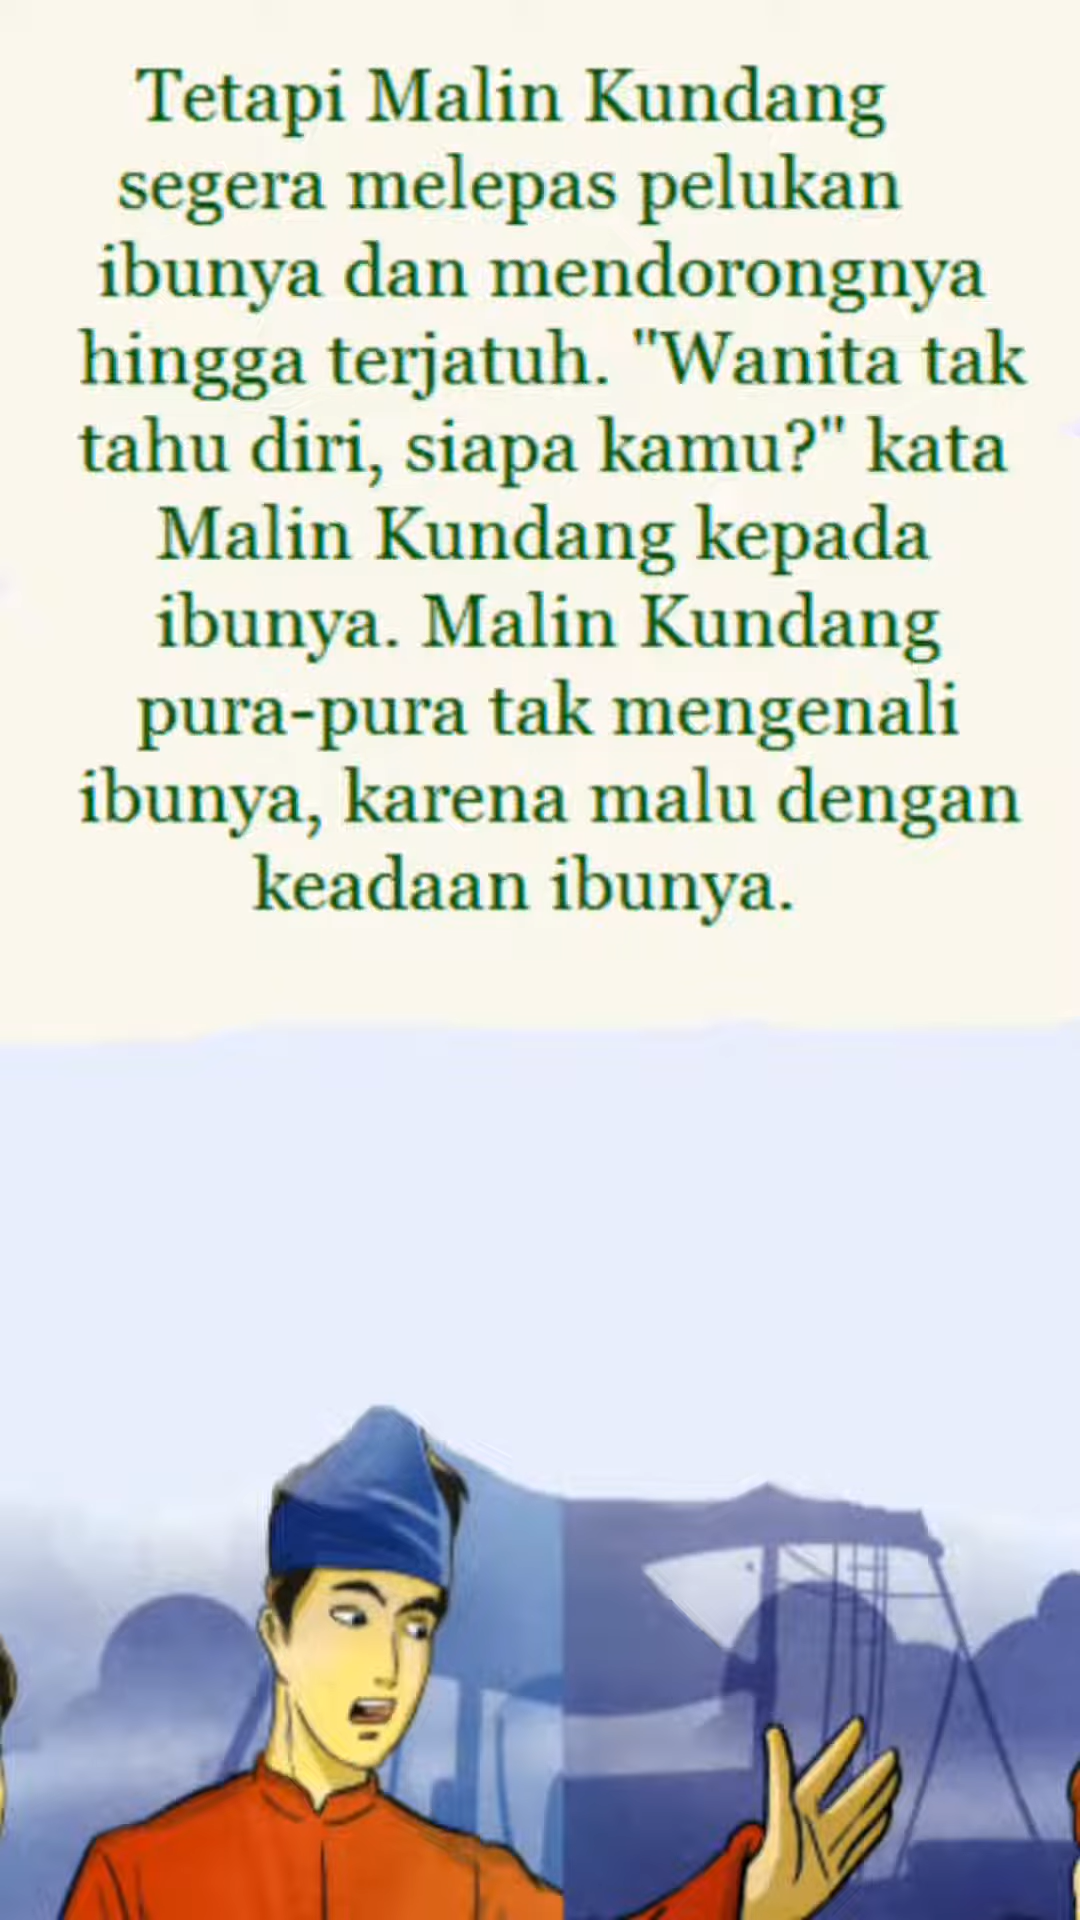 Tetapi Malin Kundang
segera melepas pelukan
ibunya dan mendorongnya
hingga terjatuh. "Wanita tak
tahu diri, siapa kamu?" kata
Malin Kundang kepada
ibunya. Malin Kundang
pura-pura tak mengenali
ibunya, karena malu dengan
keadaan ibunya.